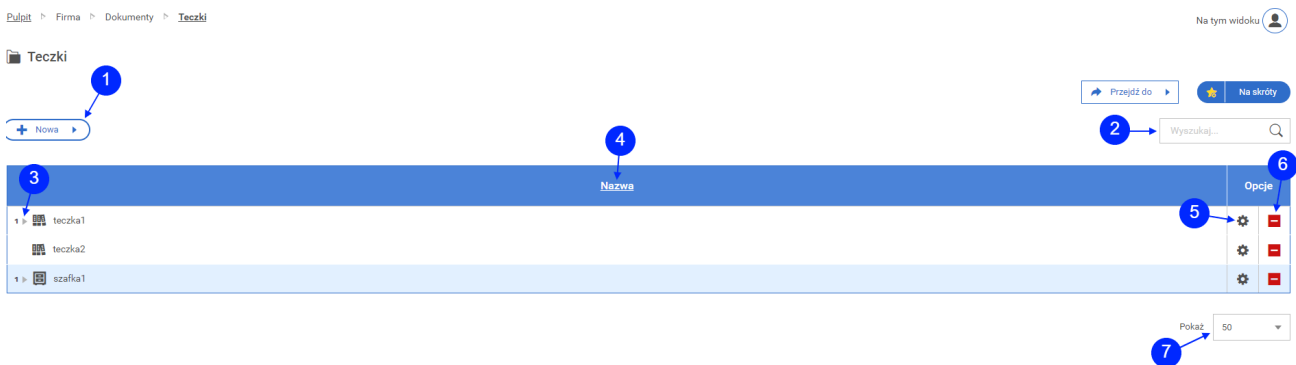 Pulpit Firma Dokumenty Teczki
Na tym widoku
Teczki
1
Przejdź do
Na skróty
Nowa
2
Wyszukaj...
4
3
6
Nazwa
Opcje
5
1 teczka1
teczka2
1 szafka1
Pokaż 50
7